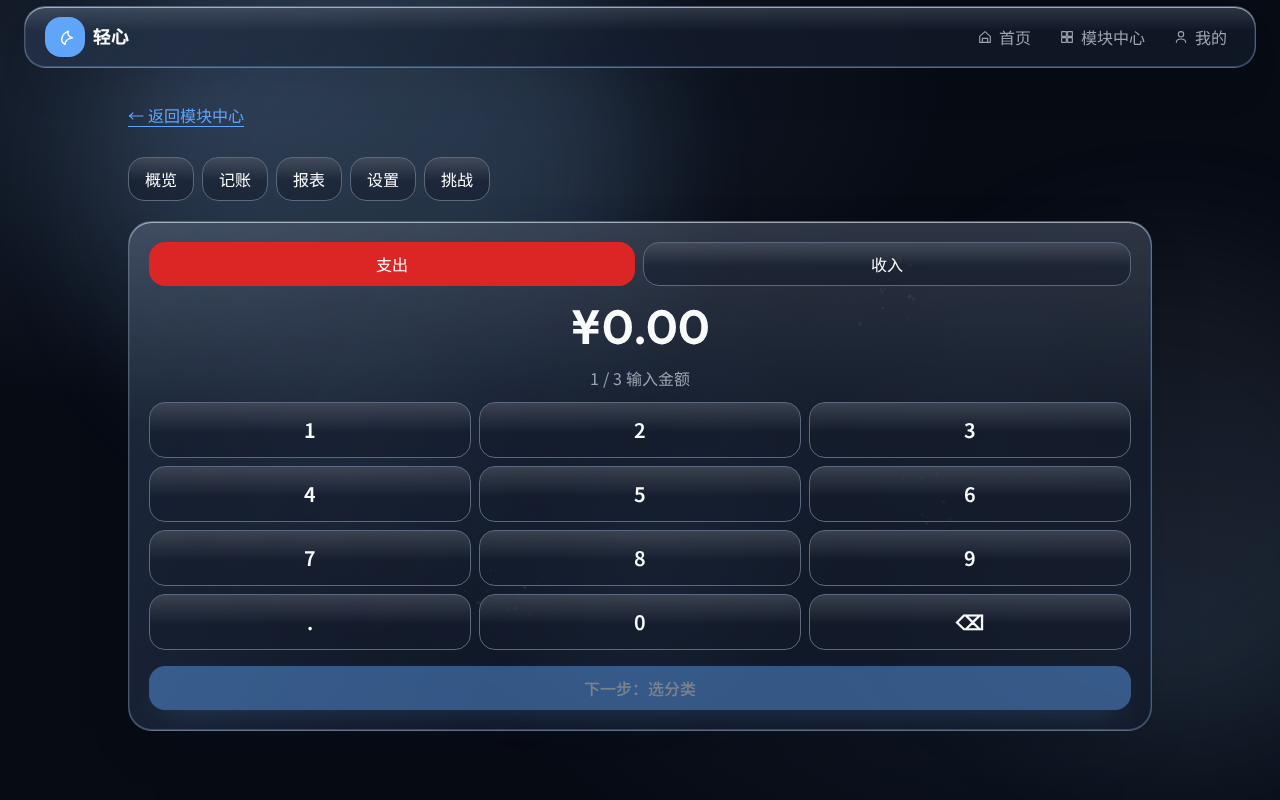 轻心
首页
模块中心
我的
← 返回模块中心
概览
记账
报表
设置
挑战
支出
收入
¥0.00
1 / 3 输入金额
1
2
3
4
5
6
7
8
9
.
0
⌫
下一步：选分类